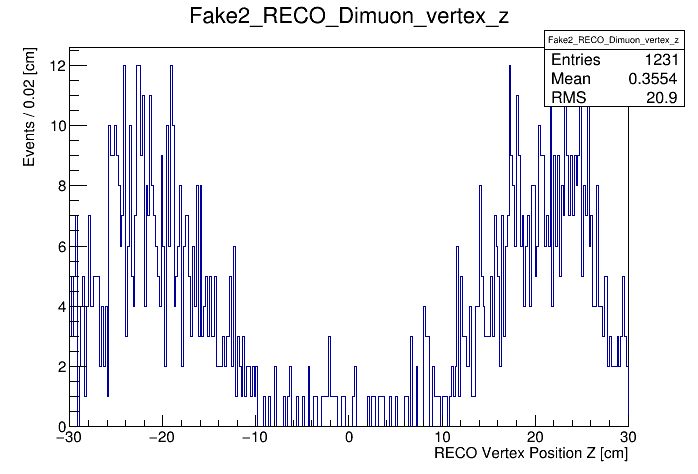 Fake2_RECO_Dimuon_vertex_z
Fake2_RECO_Dimuon_vertex_z
Entries 1231
Mean 0.3554
RMS 20.9
Events / 0.02 [cm]
12
10
8
6
4
2
0
−30 −20 −10 0 10 20 30
RECO Vertex Position Z [cm]